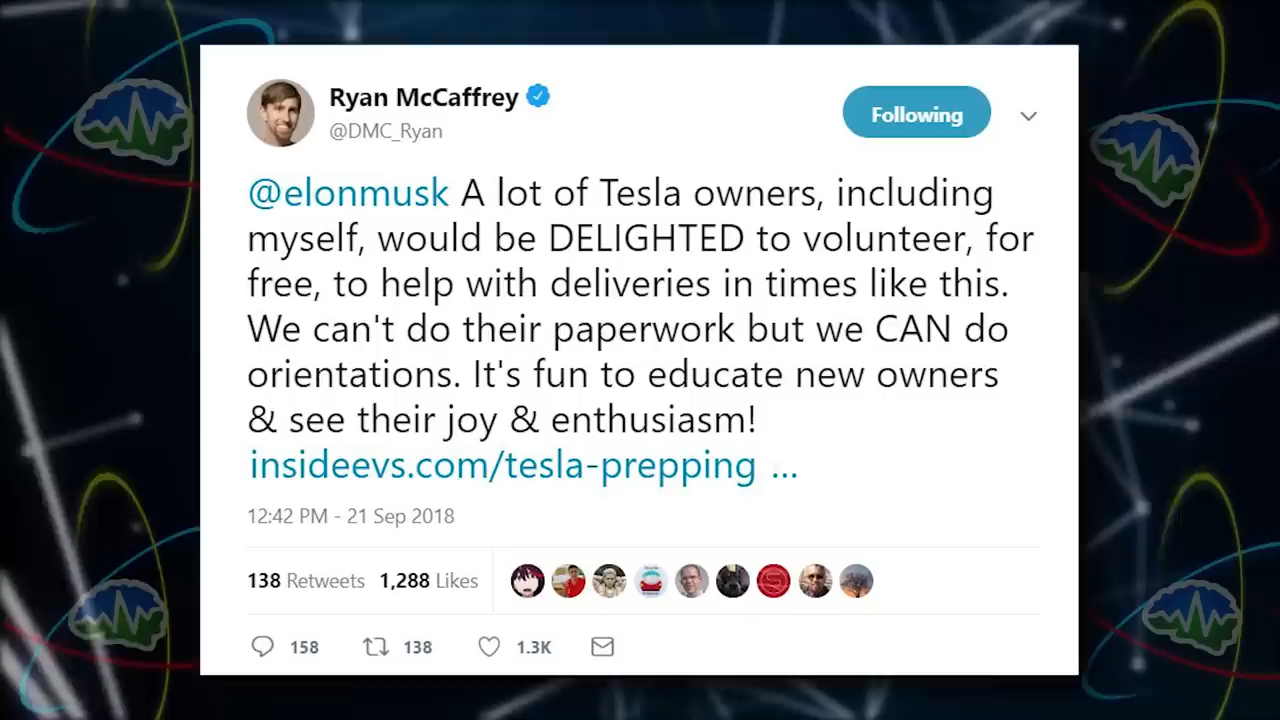 Ryan McCaffrey
@DMC_Ryan
Following
@elonmusk A lot of Tesla owners, including
myself, would be DELIGHTED to volunteer, for
free, to help with deliveries in times like this.
We can't do their paperwork but we CAN do
orientations. It's fun to educate new owners
& see their joy & enthusiasm!
insideevs.com/tesla-prepping ...
12:42 PM - 21 Sep 2018
138 Retweets 1,288 Likes
158 138 1.3K